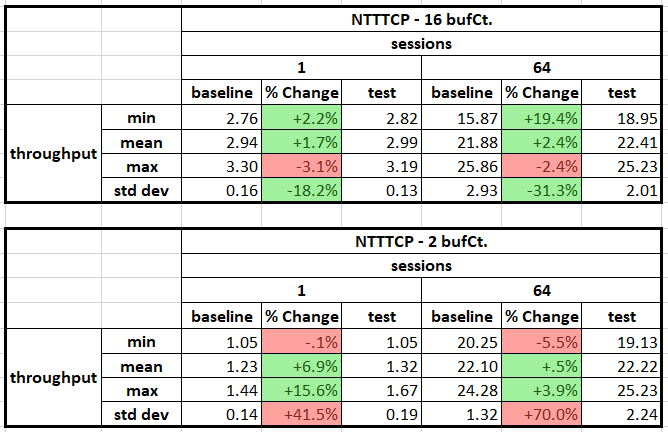 NTTTCP - 16 bufCt.
sessions
1 64
baseline % Change test baseline % Change test
throughput
min 2.76 +2.2% 2.82 15.87 +19.4% 18.95
mean 2.94 +1.7% 2.99 21.88 +2.4% 22.41
max 3.30 -3.1% 3.19 25.86 -2.4% 25.23
std dev 0.16 -18.2% 0.13 2.93 -31.3% 2.01
NTTTCP - 2 bufCt.
sessions
1 64
baseline % Change test baseline % Change test
throughput
min 1.05 -.1% 1.05 20.25 -5.5% 19.13
mean 1.23 +6.9% 1.32 22.10 +.5% 22.22
max 1.44 +15.6% 1.67 24.28 +3.9% 25.23
std dev 0.14 +41.5% 0.19 1.32 +70.0% 2.24